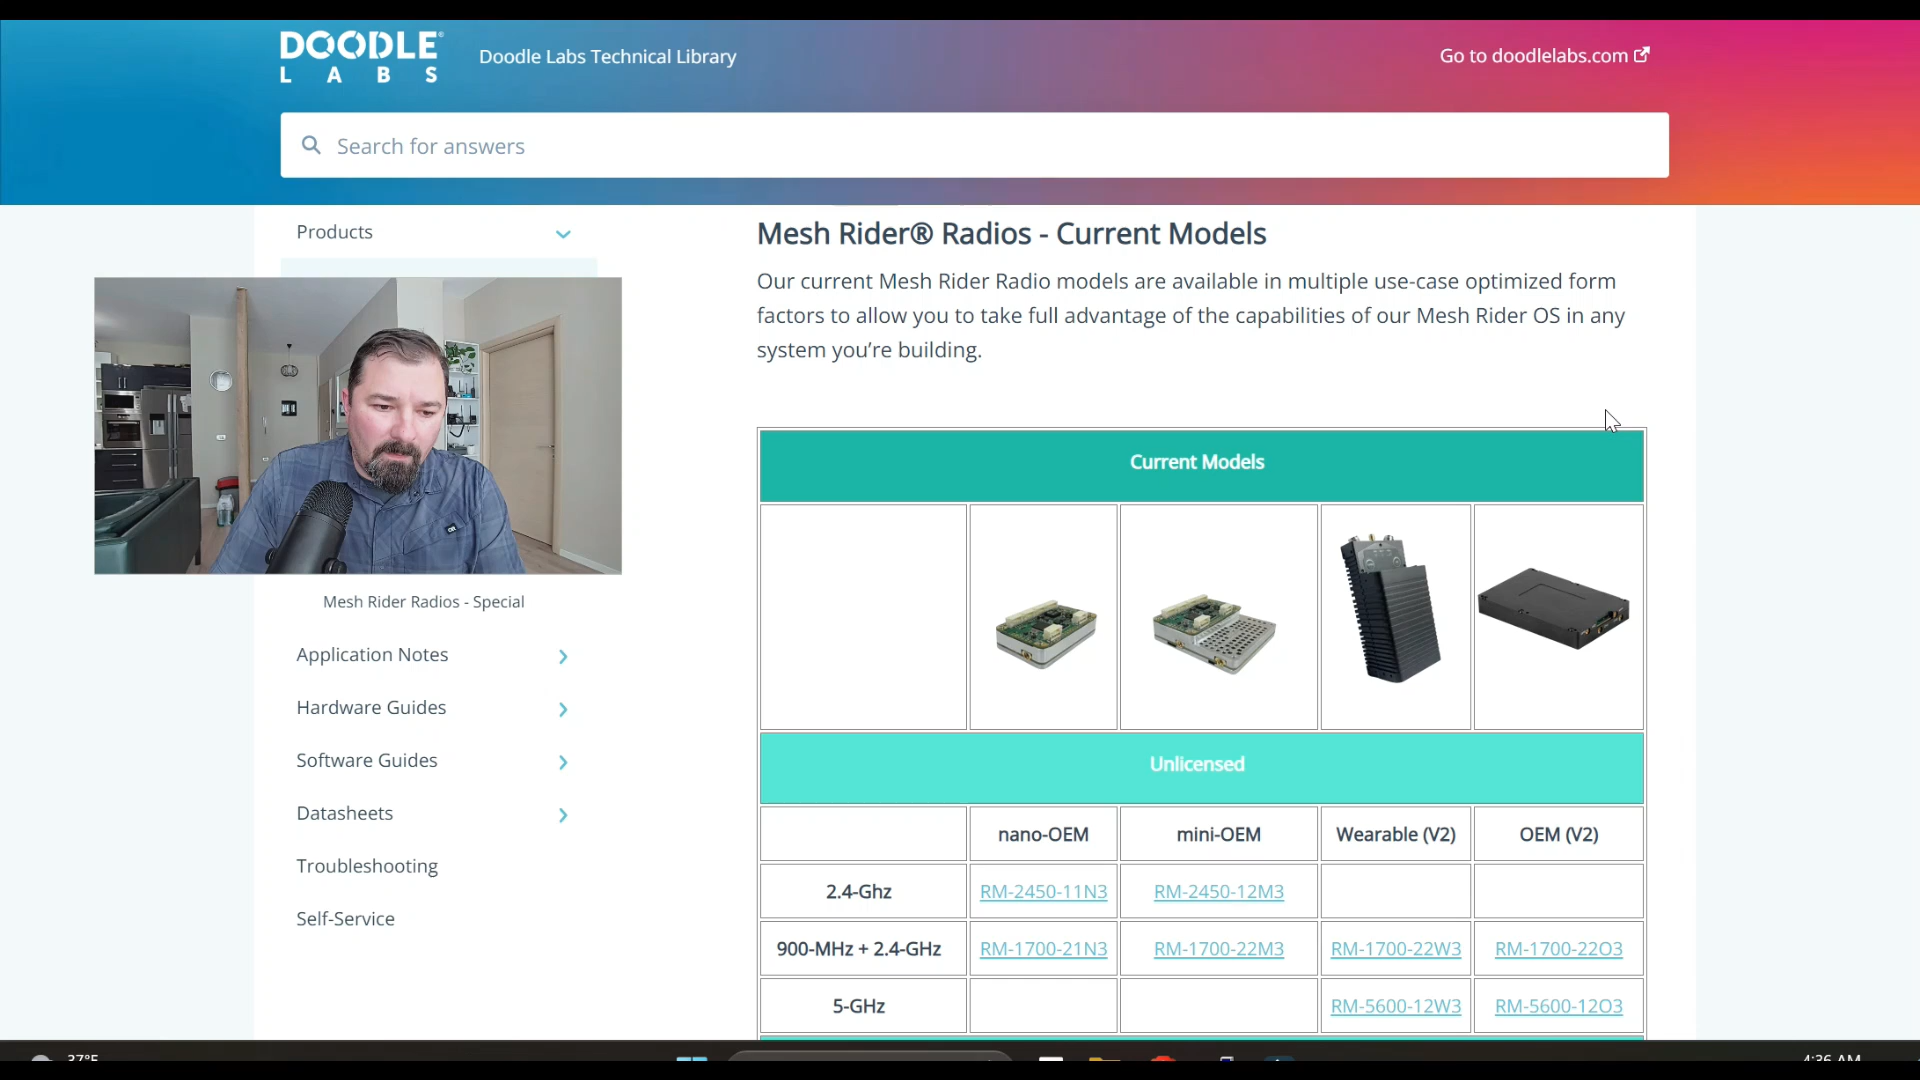 DOODLE®
LABS
Doodle Labs Technical Library
Go to doodlelabs.com
Search for answers
Products
Mesh Rider Radios - Special
Application Notes
Hardware Guides
Software Guides
Datasheets
Troubleshooting
Self-Service
Mesh Rider® Radios - Current Models
Our current Mesh Rider Radio models are available in multiple use-case optimized form
factors to allow you to take full advantage of the capabilities of our Mesh Rider OS in any
system you’re building.
Current Models
Unlicensed
nano-OEM mini-OEM Wearable (V2) OEM (V2)
2.4-Ghz RM-2450-11N3 RM-2450-12M3
900-MHz + 2.4-GHz RM-1700-21N3 RM-1700-22M3 RM-1700-22W3 RM-1700-22O3
5-GHz RM-5600-12W3 RM-5600-12O3
37°F
4:36 AM